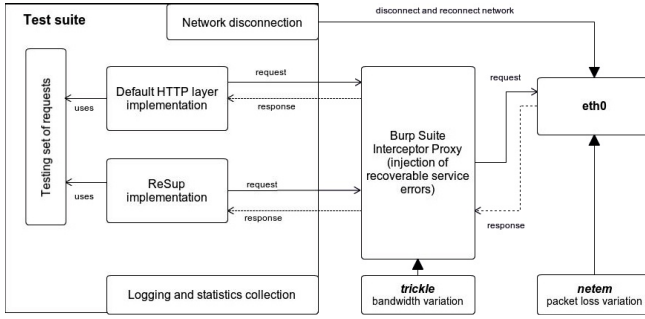 Test suite
Network disconnection
disconnect and reconnect network
Testing set of requests
uses
Default HTTP layer
implementation
request
response
Burp Suite
Interceptor Proxy
(injection of
recoverable service
errors)
request
eth0
response
uses
ReSup
implementation
request
response
Logging and statistics collection
trickle
bandwidth variation
netem
packet loss variation